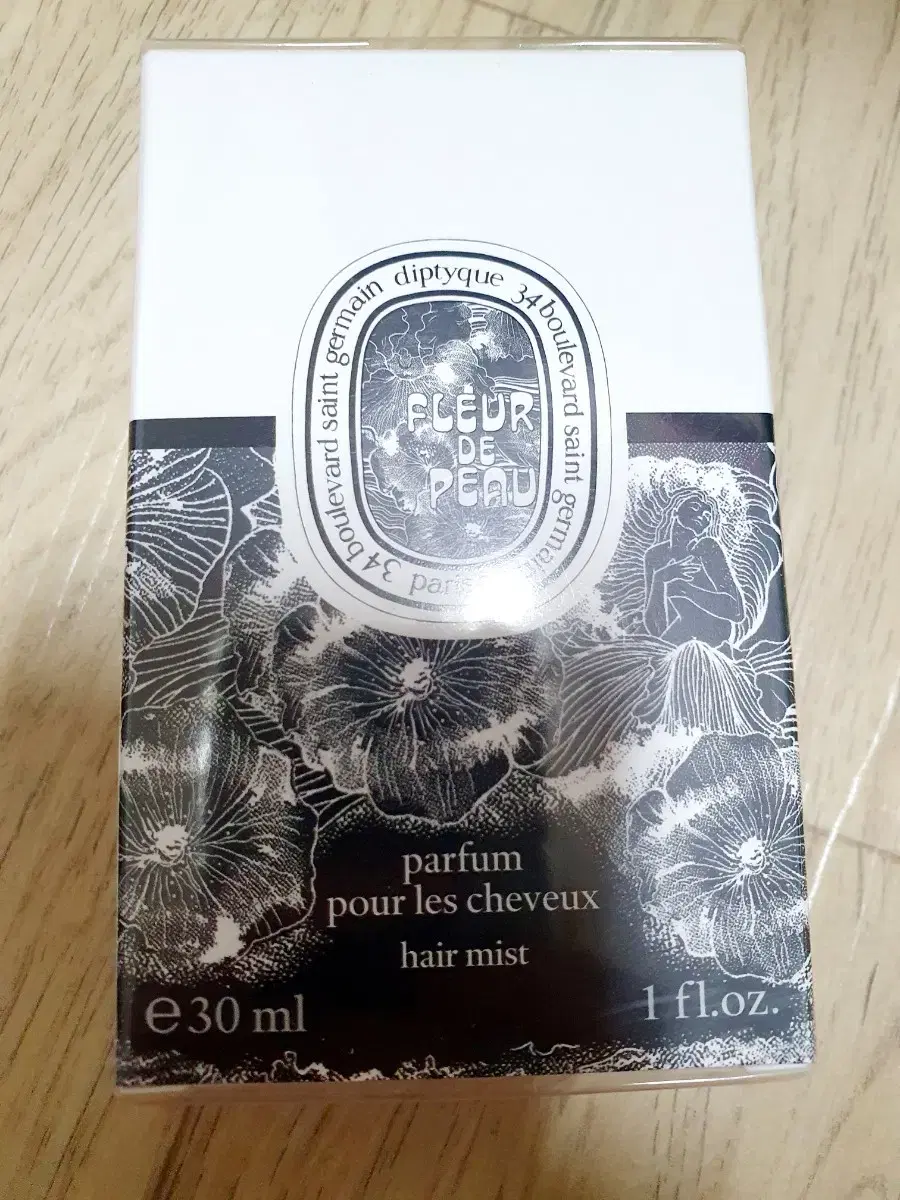 diptyque 34 boulevard saint germain
34 boulevard saint germain
paris
FLEUR
DE
PEAU
parfum
pour les cheveux
hair mist
e 30 ml
1 fl.oz.